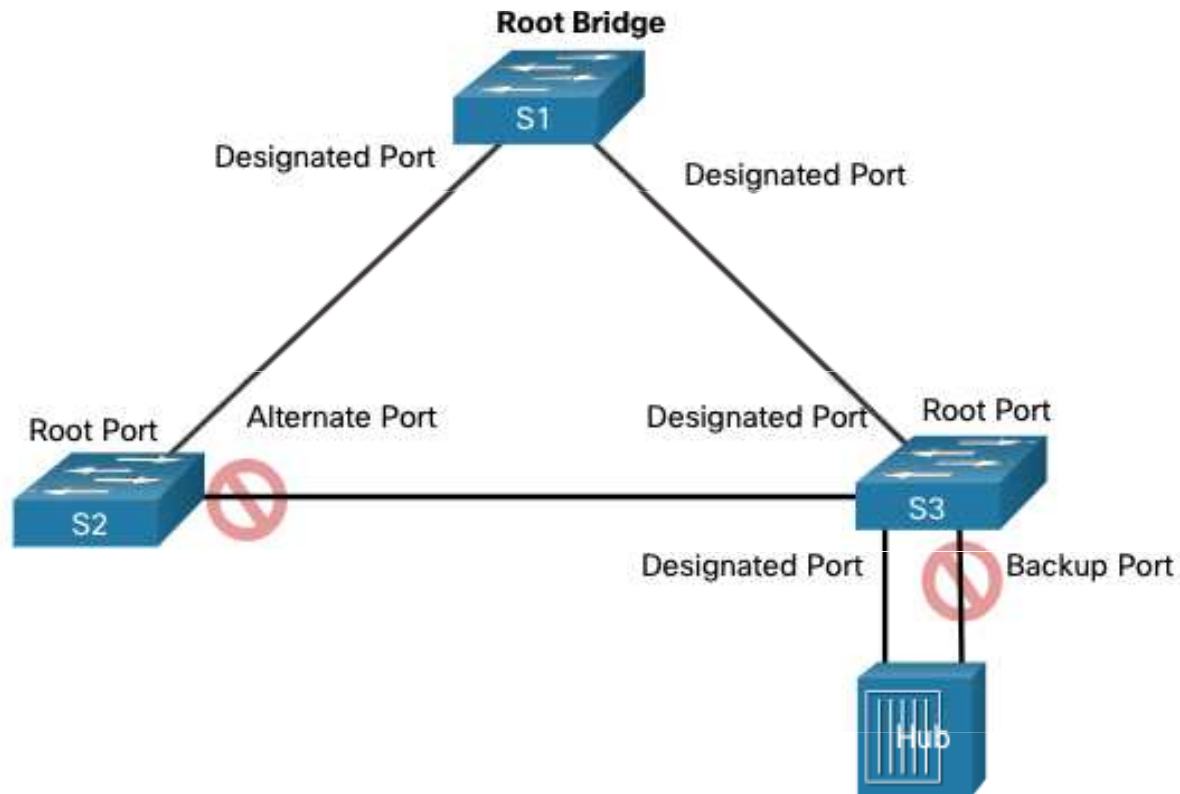 Root Bridge
S1
Designated Port
Designated Port
Root Port
Alternate Port
Designated Port
Root Port
S2
S3
Designated Port
Backup Port
Hub